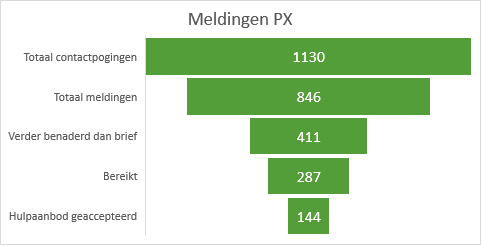 Meldingen PX
Totaal contactpogingen 1130
Totaal meldingen 846
Verder benaderd dan brief 411
Bereikt 287
Hulpaanbod geaccepteerd 144